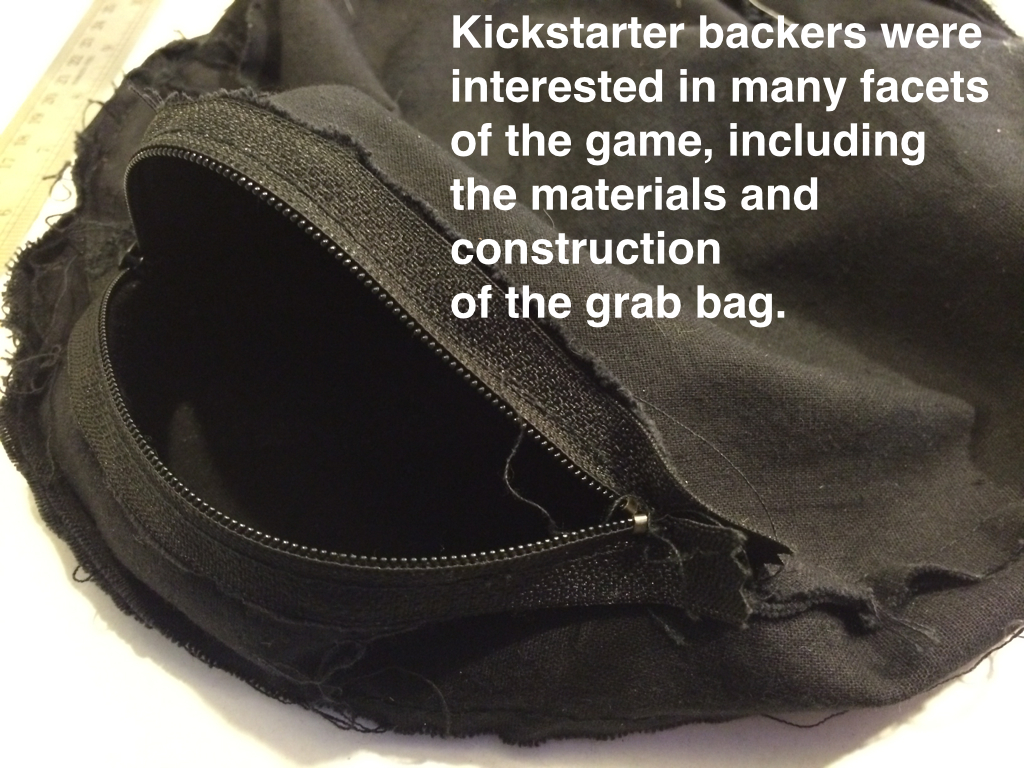 Kickstarter backers were
interested in many facets
of the game, including
the materials and
construction
of the grab bag.